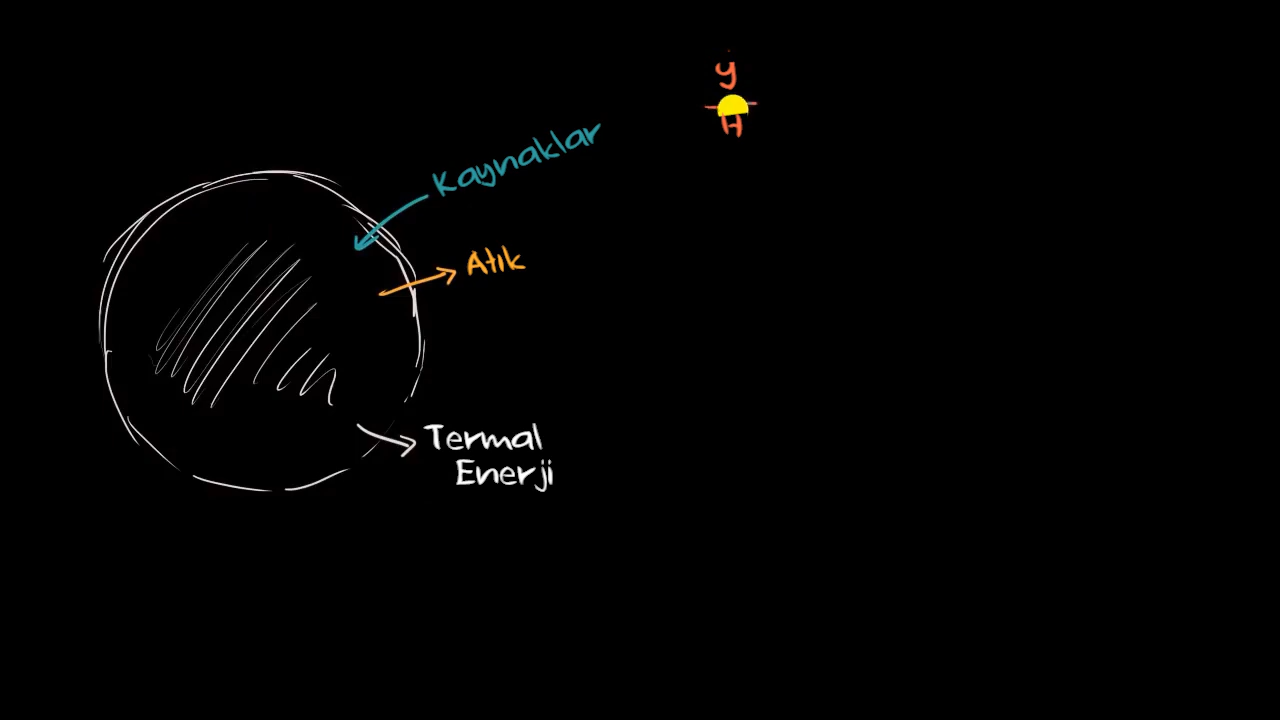 y
H
Kaynaklar
Atık
Termal
Enerji